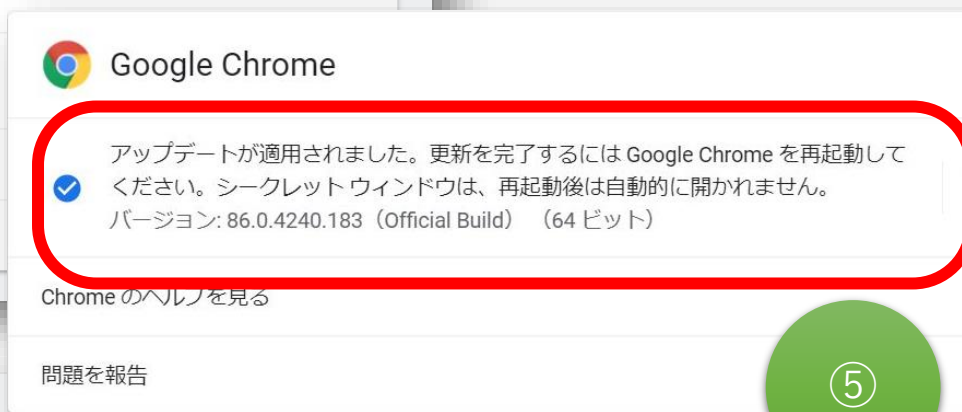 Google Chrome
アップデートが適用されました。更新を完了するには Google Chrome を再起動して
ください。シークレット ウィンドウは、再起動後は自動的に開かれません。
バージョン: 86.0.4240.183（Official Build） （64 ビット）
Chrome のヘルプを見る
問題を報告
⑤